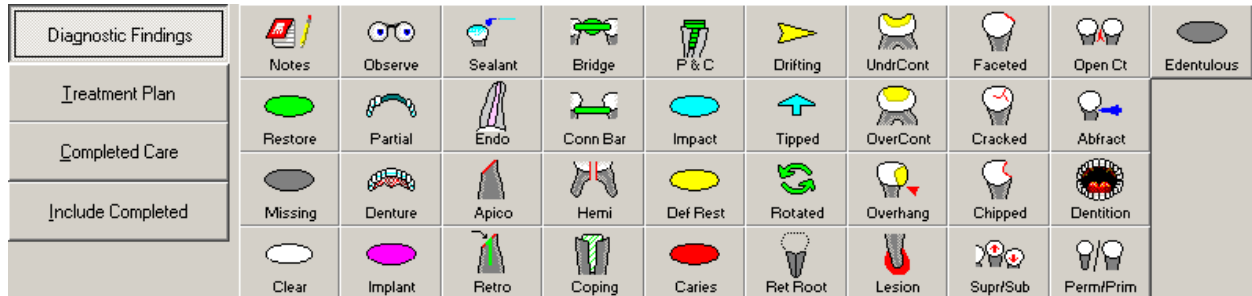 Diagnostic Findings
Treatment Plan
Completed Care
Include Completed
Notes Observe Sealant Bridge P & C Drifting UndrCont Faceted Open Ct Edentulous
Restore Partial Endo Conn Bar Impact Tipped OverCont Cracked Abfract
Missing Denture Apico Hemi Def Rest Rotated Overhang Chipped Dentition
Clear Implant Retro Coping Caries Ret Root Lesion Supr/Sub Perm/Prim